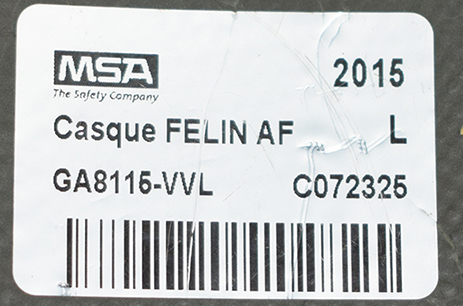 MSA 2015
The Safety Company
Casque FELIN AF L
GA8115-VVL C072325